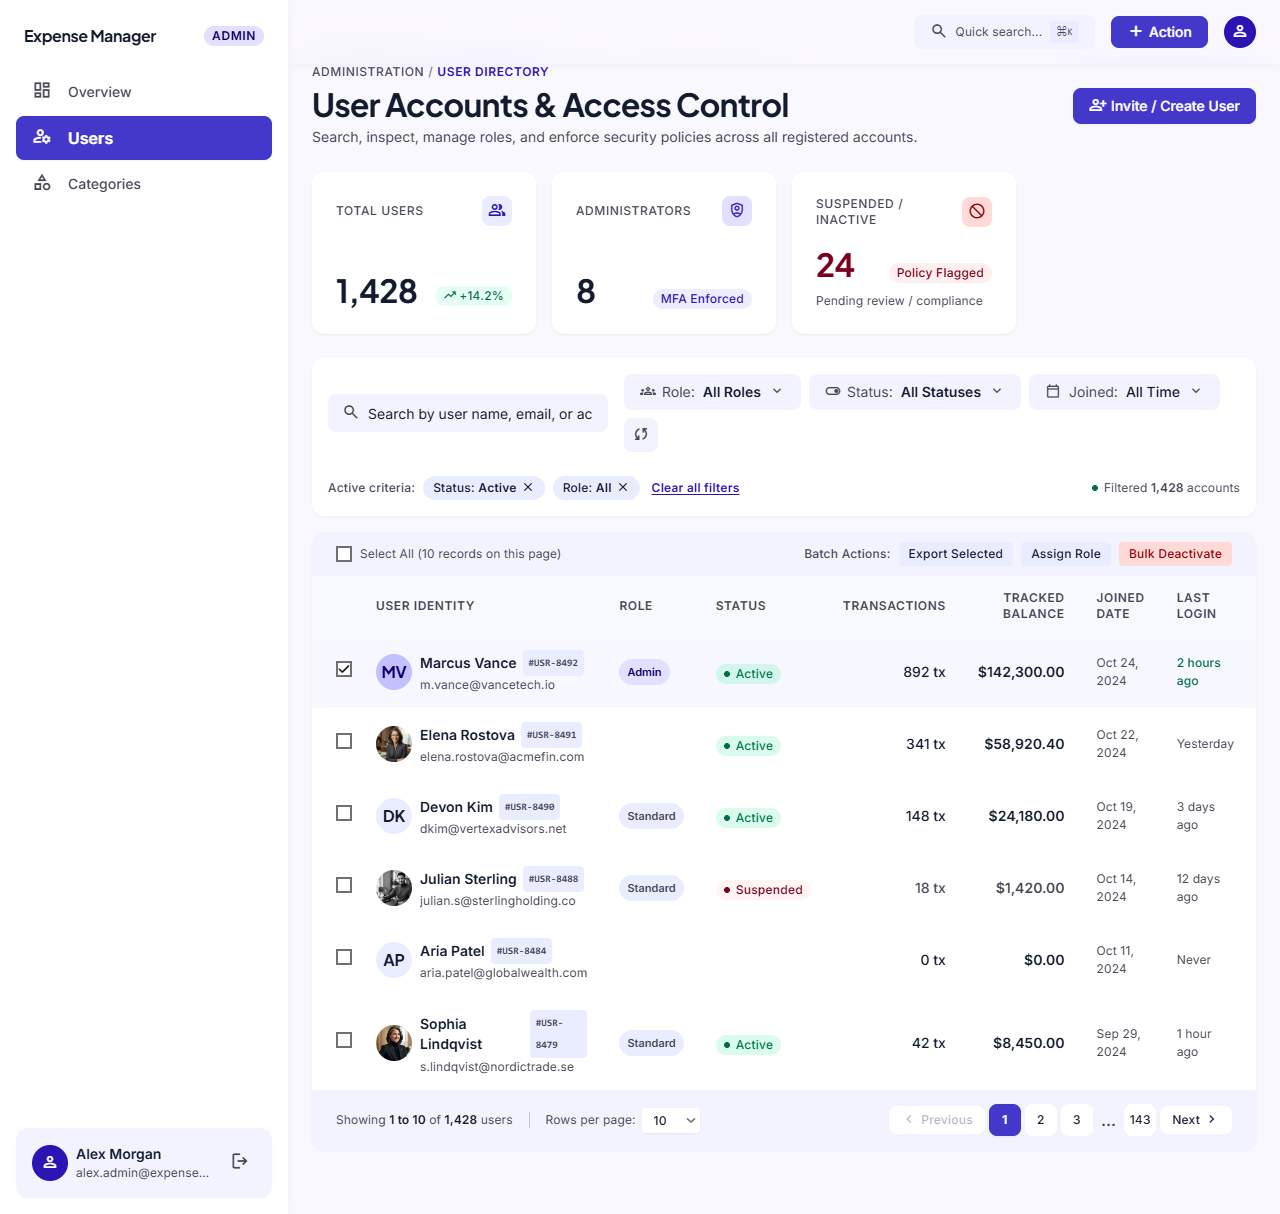 Expense Manager
ADMIN
Overview
Users
Categories
Alex Morgan
alex.admin@expense...
Quick search...
⌘K
Action
ADMINISTRATION / USER DIRECTORY
User Accounts & Access Control
Search, inspect, manage roles, and enforce security policies across all registered accounts.
Invite / Create User
TOTAL USERS
1,428
+14.2%
ADMINISTRATORS
8
MFA Enforced
SUSPENDED /
INACTIVE
24
Policy Flagged
Pending review / compliance
Search by user name, email, or ac
Role: All Roles
Status: All Statuses
Joined: All Time
Active criteria: Status: Active ✕ Role: All ✕ Clear all filters
Filtered 1,428 accounts
Select All (10 records on this page)
Batch Actions: Export Selected Assign Role Bulk Deactivate
USER IDENTITY ROLE STATUS TRANSACTIONS TRACKED BALANCE JOINED DATE LAST LOGIN
MV Marcus Vance #USR-8492
m.vance@vancetech.io
Admin
Active
892 tx
$142,300.00
Oct 24,
2024
2 hours
ago
Elena Rostova #USR-8491
elena.rostova@acmefin.com
Active
341 tx
$58,920.40
Oct 22,
2024
Yesterday
DK Devon Kim #USR-8490
dkim@vertexadvisors.net
Standard
Active
148 tx
$24,180.00
Oct 19,
2024
3 days
ago
Julian Sterling #USR-8488
julian.s@sterlingholding.co
Standard
Suspended
18 tx
$1,420.00
Oct 14,
2024
12 days
ago
AP Aria Patel #USR-8484
aria.patel@globalwealth.com
0 tx
$0.00
Oct 11,
2024
Never
Sophia
Lindqvist
#USR-
8479
s.lindqvist@nordictrade.se
Standard
Active
42 tx
$8,450.00
Sep 29,
2024
1 hour
ago
Showing 1 to 10 of 1,428 users
Rows per page: 10
Previous 1 2 3 ... 143 Next